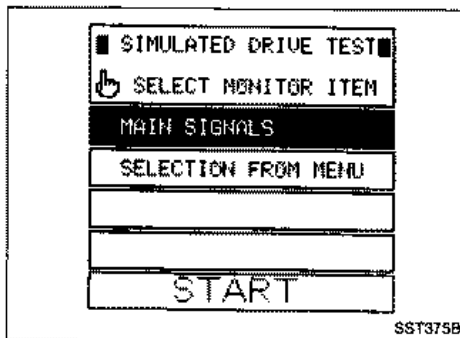 SIMULATED DRIVE TEST
SELECT MONITOR ITEM
MAIN SIGNALS
SELECTION FROM MENU
START
SST375B